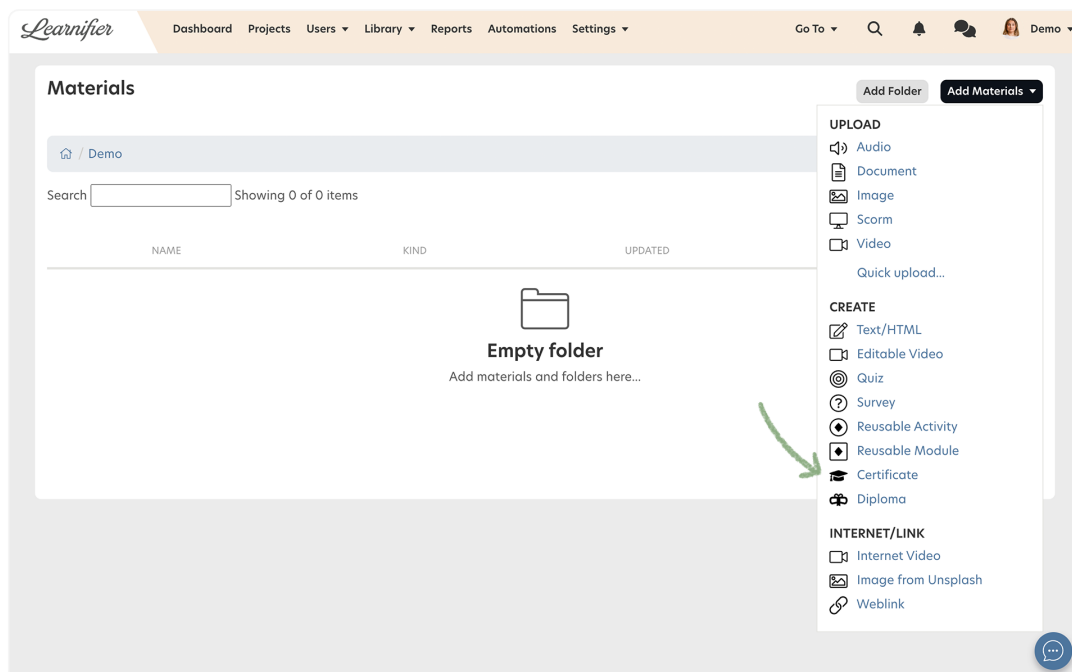 Learnifier Dashboard Projects Users Library Reports Automations Settings Go To Demo
Materials
Add Folder Add Materials
Demo
Search Showing 0 of 0 items
NAME KIND UPDATED
Empty folder
Add materials and folders here...
UPLOAD
Audio
Document
Image
Scorm
Video
Quick upload...
CREATE
Text/HTML
Editable Video
Quiz
Survey
Reusable Activity
Reusable Module
Certificate
Diploma
INTERNET/LINK
Internet Video
Image from Unsplash
Weblink